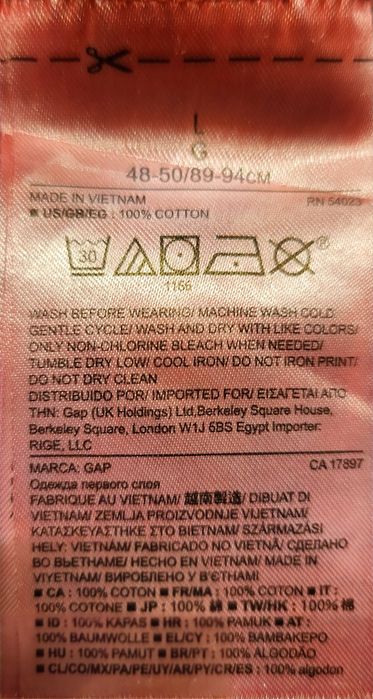 L
G
48-50/89-94CM
MADE IN VIETNAM RN 54023
■ US/GB/EG : 100% COTTON
30
®
1156
WASH BEFORE WEARING/ MACHINE WASH COLD
GENTLE CYCLE/ WASH AND DRY WITH LIKE COLORS/
ONLY NON-CHLORINE BLEACH WHEN NEEDED/
TUMBLE DRY LOW/ COOL IRON/ DO NOT IRON PRINT/
DO NOT DRY CLEAN
DISTRIBUIDO POR/ IMPORTED FOR/ ΕΙΣΑΓΕΤΑΙ ΑΠΟ
ΤΗΝ: Gap (UK Holdings) Ltd,Berkeley Square House,
Berkeley Square, London W1J 6BS Egypt Importer:
RIGE, LLC
MARCA: GAP CA 17897
Одежда первого слоя
FABRIQUE AU VIETNAM/ 越南製造/ DIBUAT DI
VIETNAM/ ZEMLJA PROIZVODNJE VIJETNAM/
ΚΑΤΑΣΚΕΥΑΣΤΗΚΕ ΣΤΟ ΒΙΕΤΝΑΜ/ SZÁRMAZÁSI
HELY: VIETNÁM/ FABRICADO NO VIETNÃ/ СДЕЛАНО
ВО ВЬЕТНАМЕ/ HECHO EN VIETNAM/ MADE IN
VIYETNAM/ ВИРОБЛЕНО У В'ЄТНАМІ
■ CA : 100% COTON ■ FR/MA : 100% COTON ■ IT :
100% COTONE ■ JP : 100% 綿 ■ TW/HK : 100% 棉
■ ID : 100% KAPAS ■ HR : 100% PAMUK ■ AT :
100% BAUMWOLLE ■ EL/CY : 100% ΒΑΜΒΑΚΕΡΟ
■ HU : 100% PAMUT ■ BR/PT : 100% ALGODÃO
■ CL/CO/MX/PA/PE/UY/AR/PY/CR/ES : 100% algodon